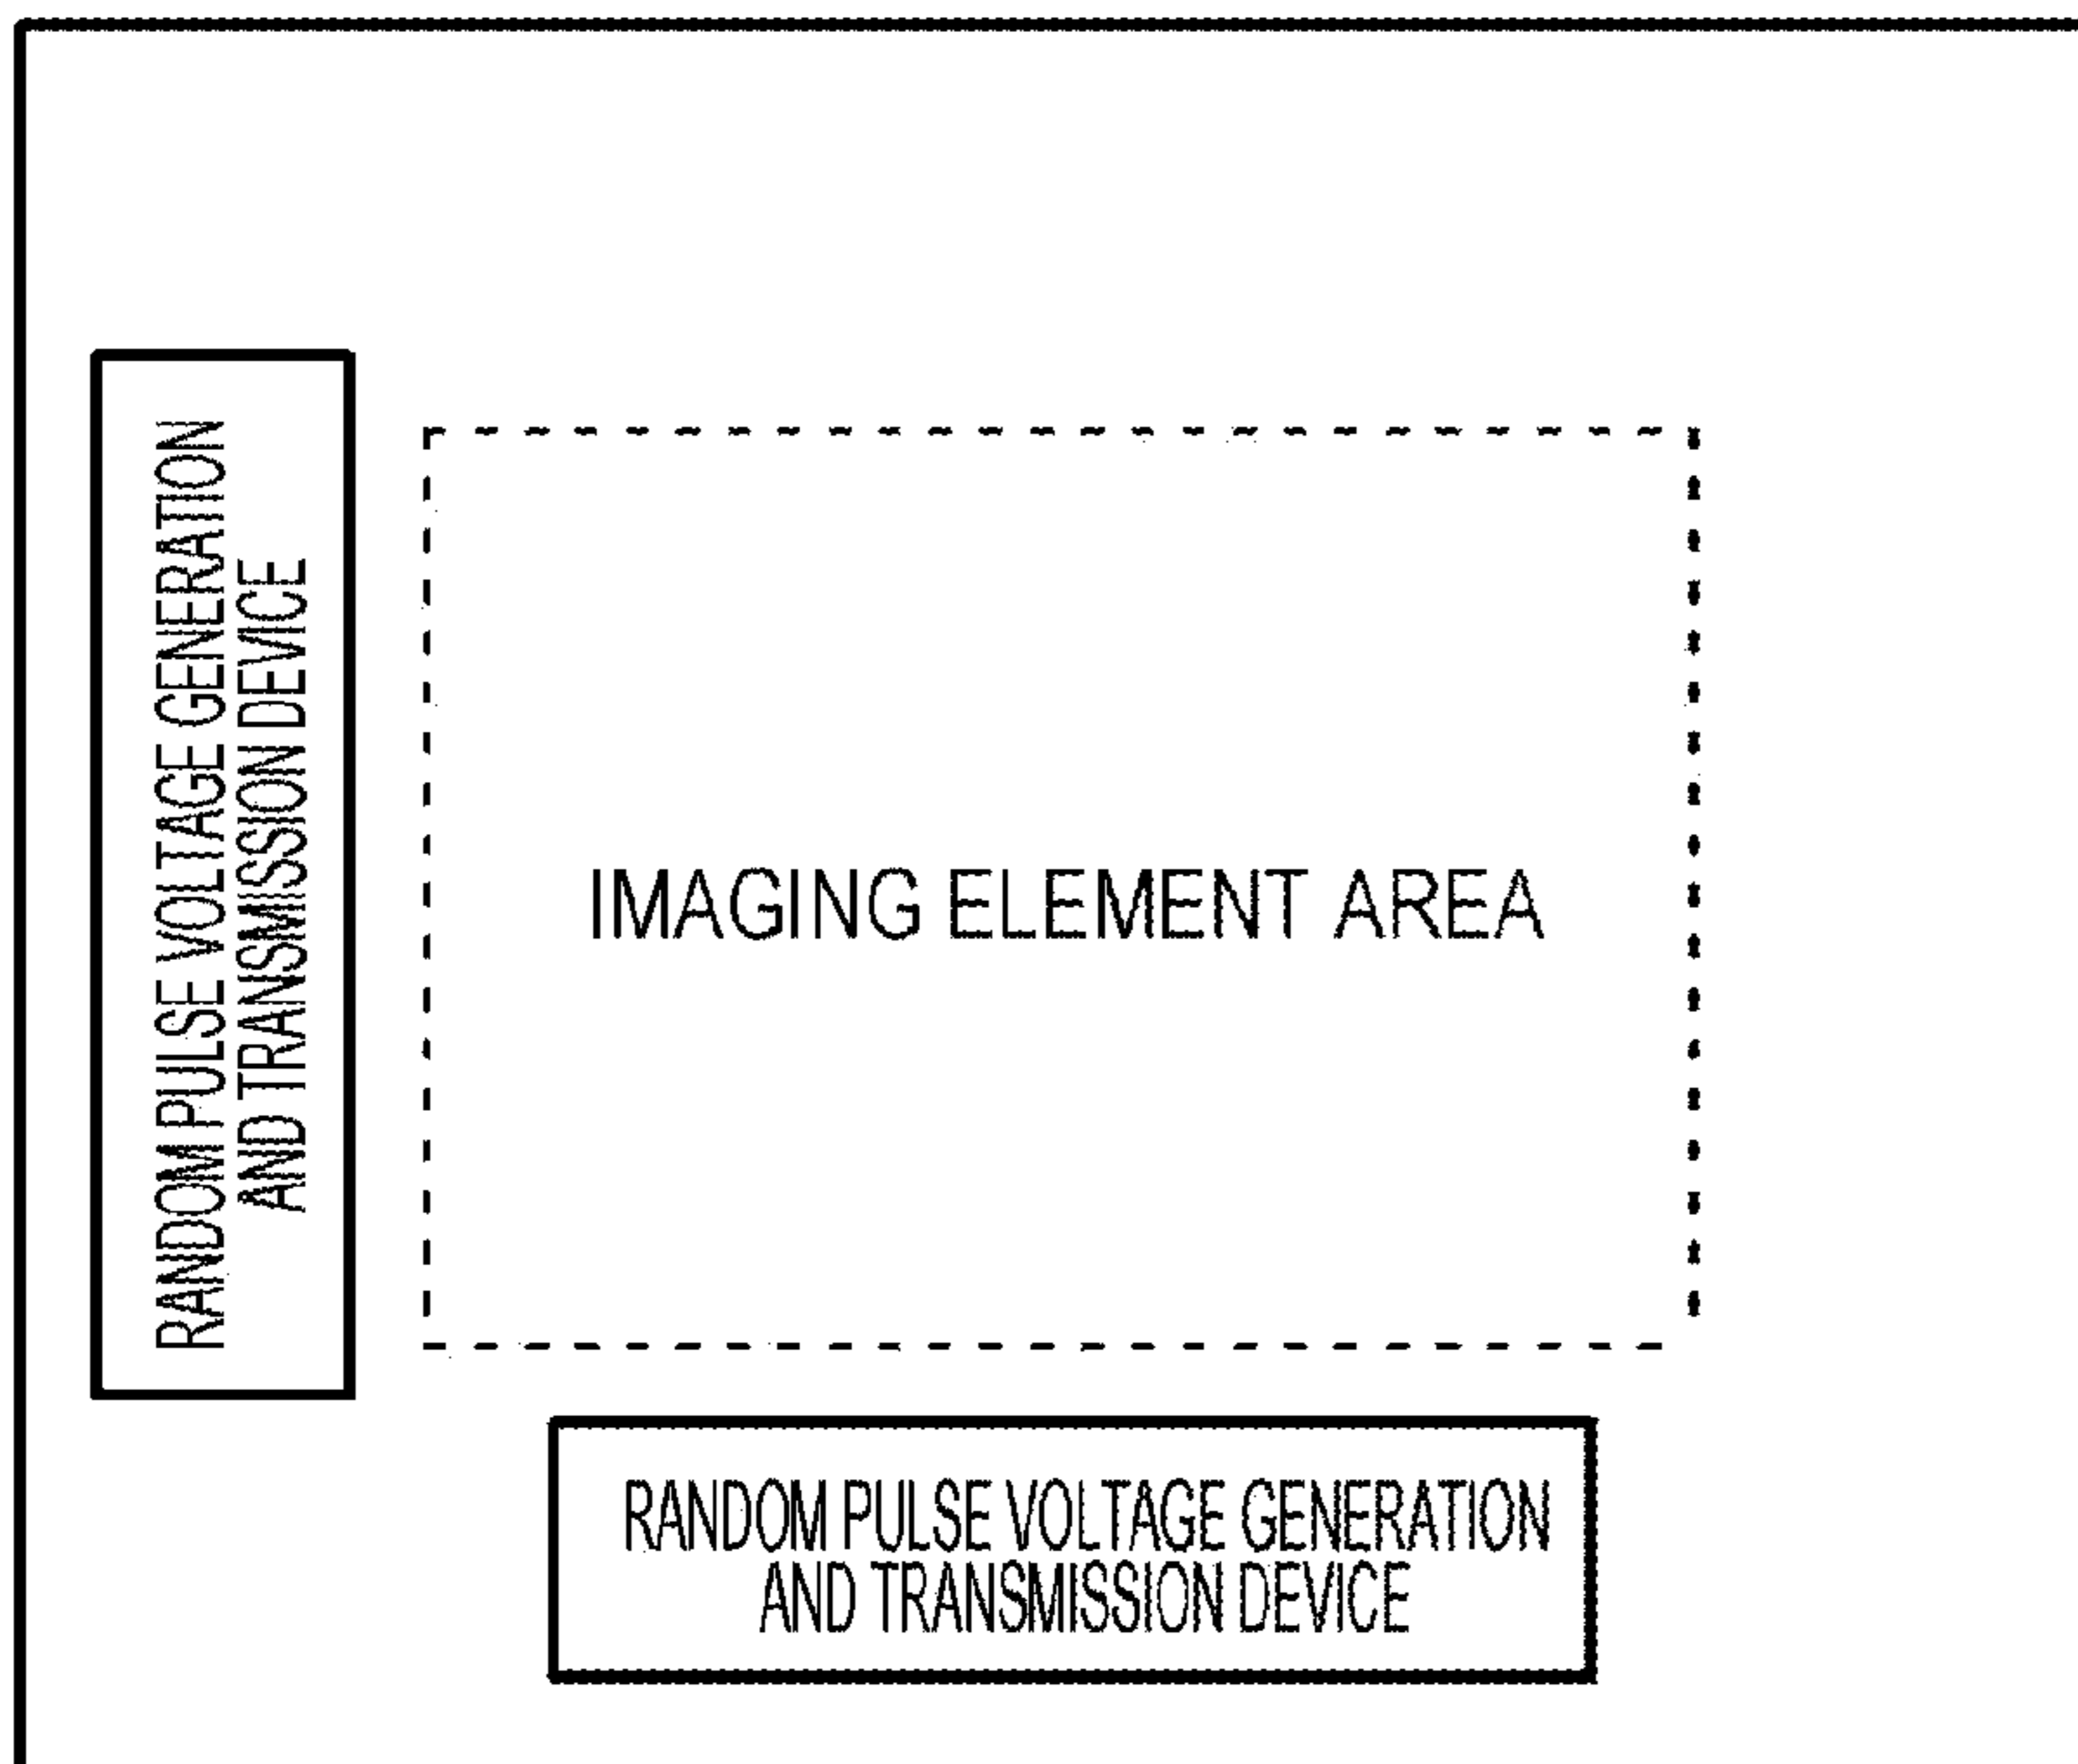 RANDOM PULSE VOLTAGE GENERATION
AND TRANSMISSION DEVICE
IMAGING ELEMENT AREA
RANDOM PULSE VOLTAGE GENERATION
AND TRANSMISSION DEVICE